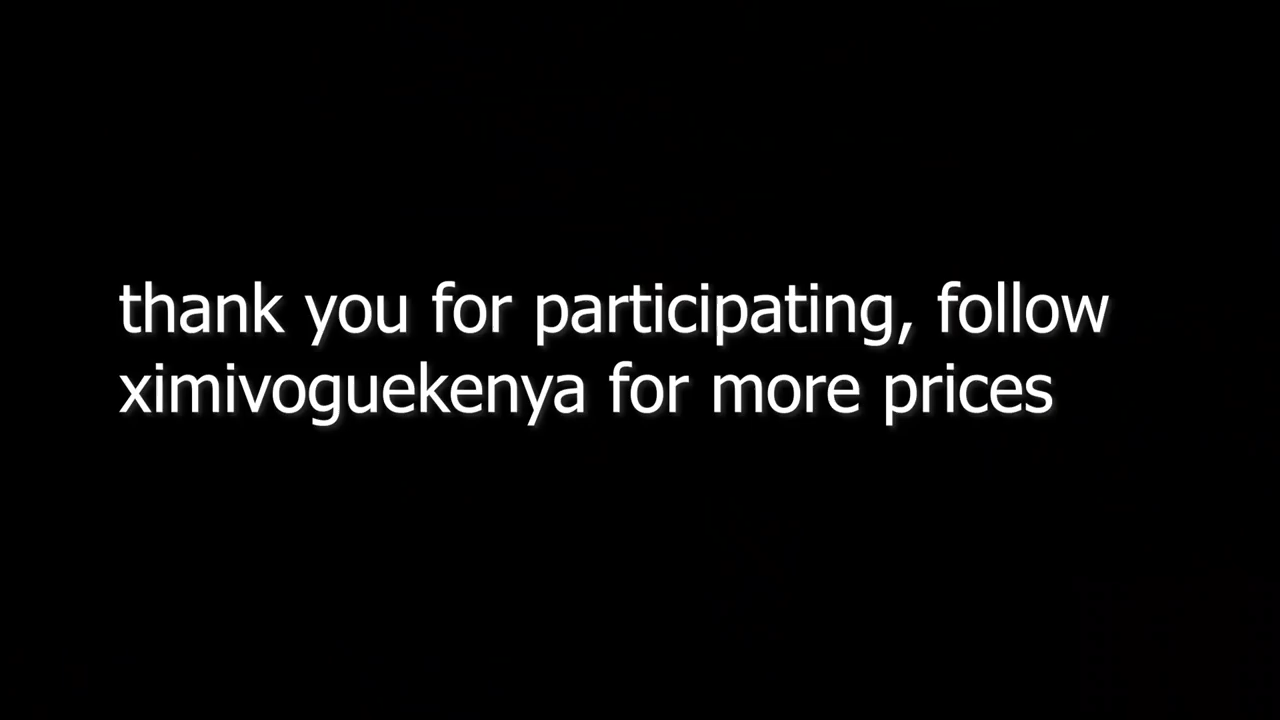 thank you for participating, follow
ximivoguekenya for more prices